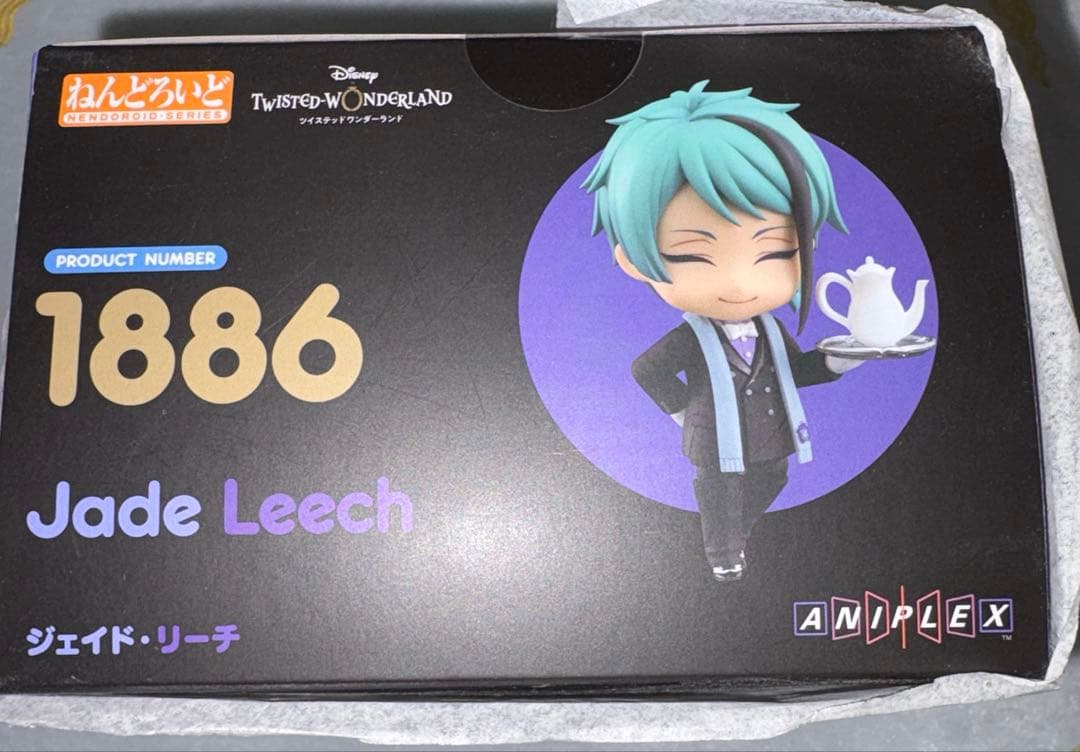 ねんどろいど
NENDOROID·SERIES
Disney
TWISTED-WONDERLAND
ツイステッドワンダーランド
PRODUCT NUMBER
1886
Jade Leech
ジェイド・リーチ
ANIPLEX
TM